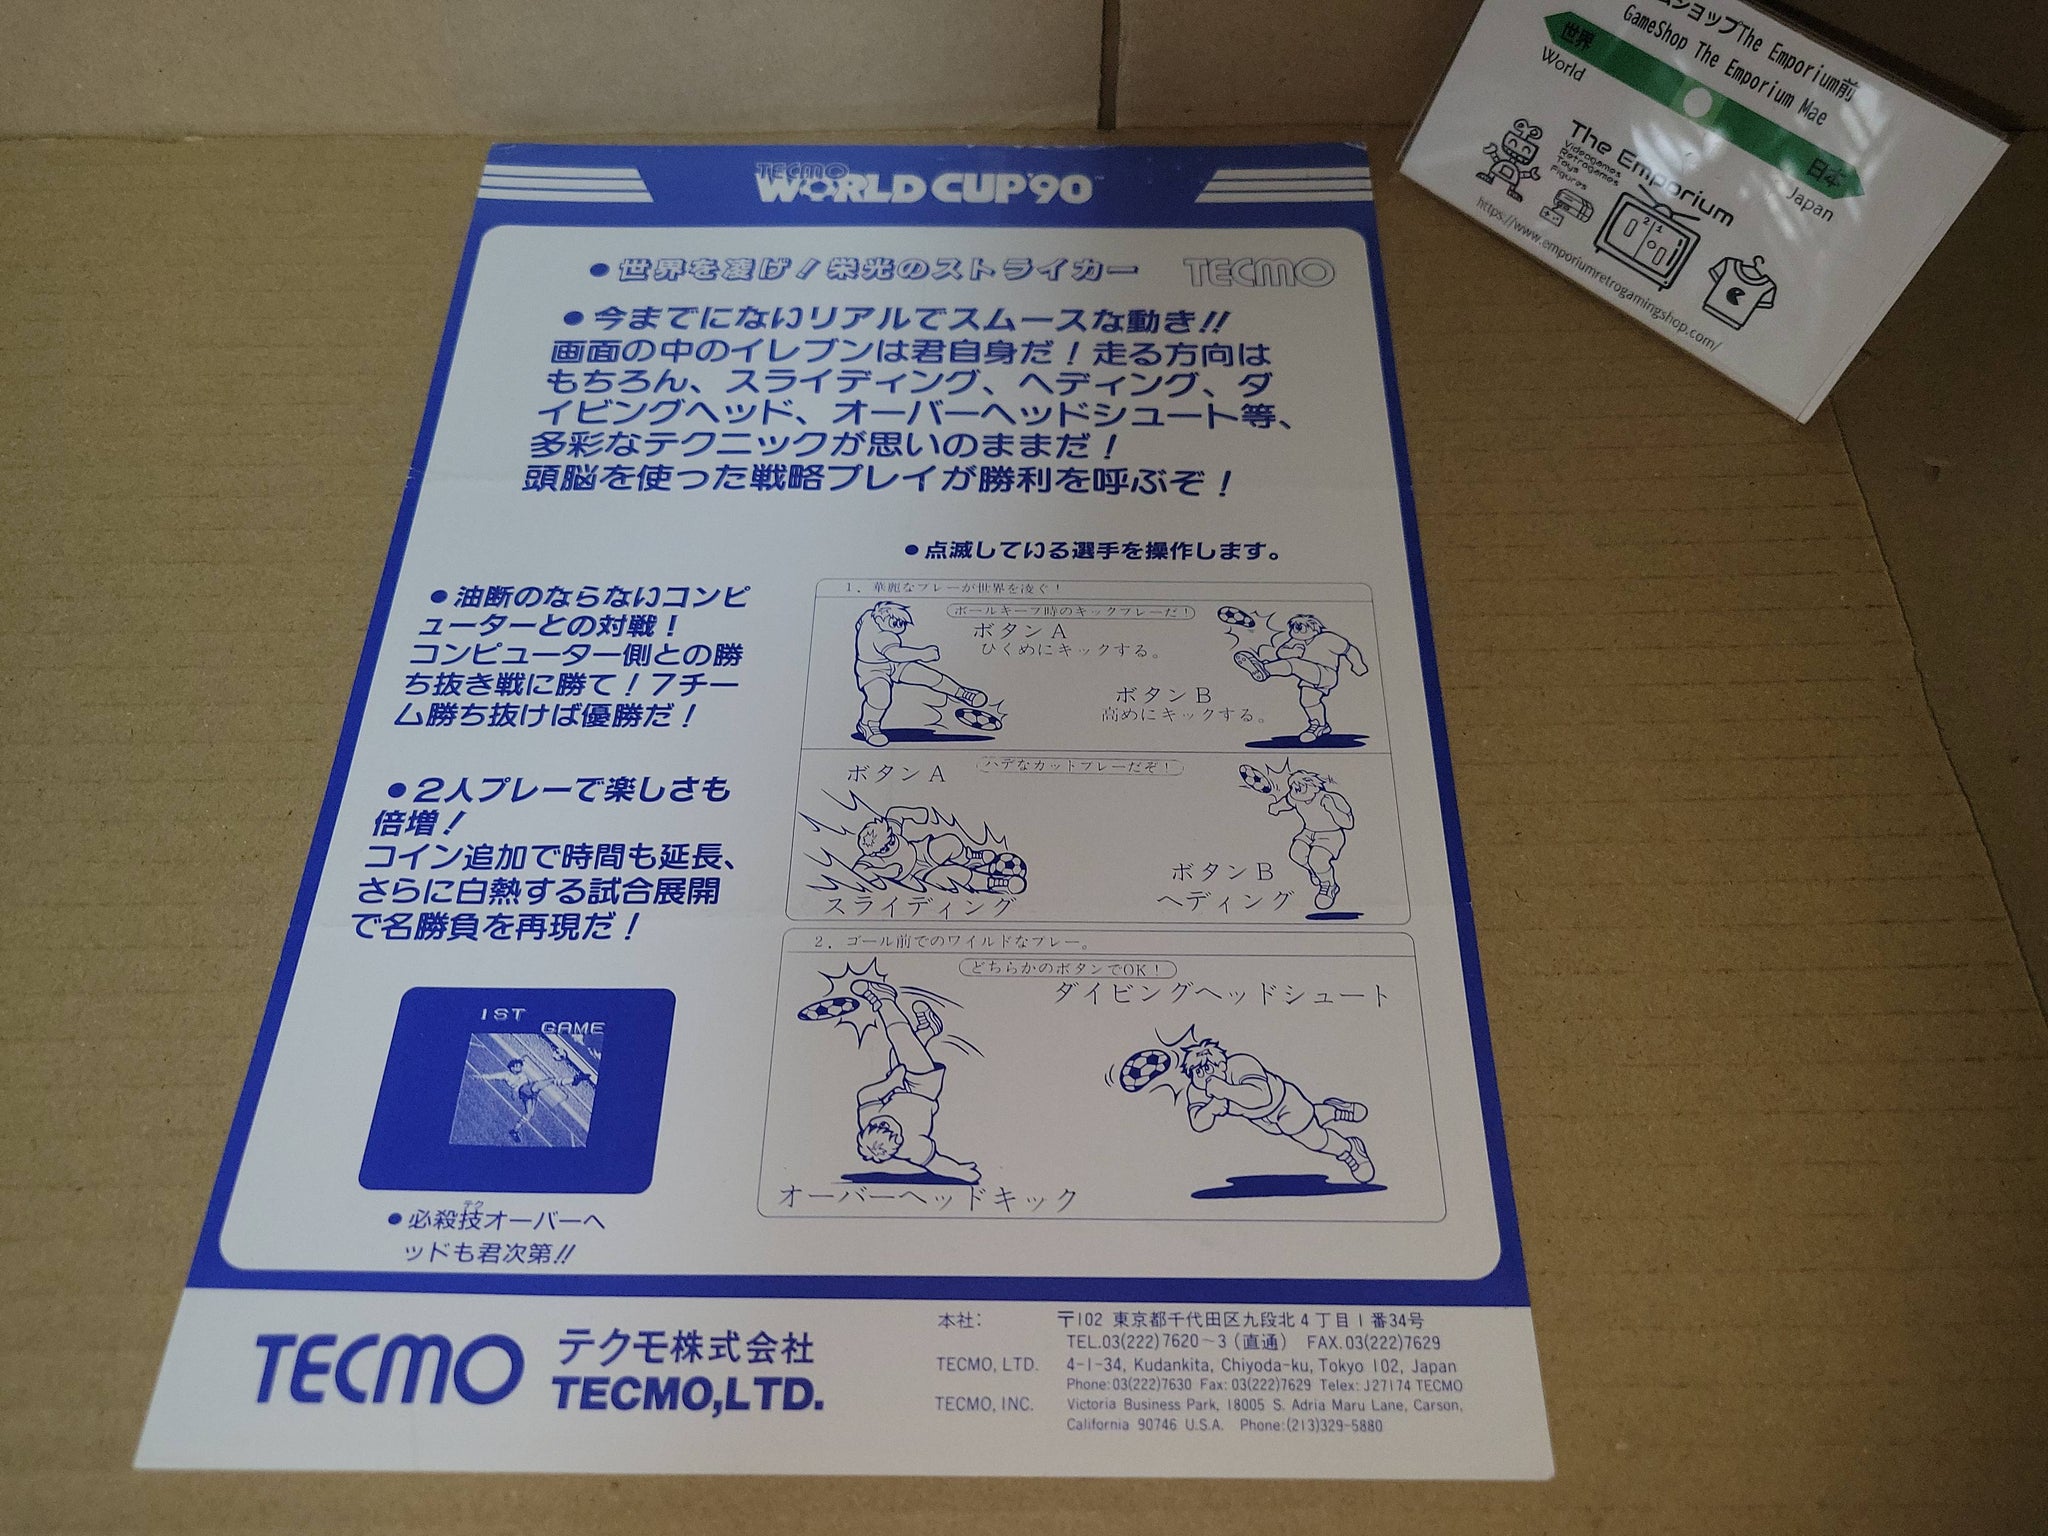 TECMO
WORLD CUP '90
●世界を凌げ！栄光のストライカー
TECMO
●今までにないリアルでスムースな動き!!
画面の中のイレブンは君自身だ！走る方向は
もちろん、スライディング、ヘディング、ダ
イビングヘッド、オーバーヘッドシュート等、
多彩なテクニックが思いのままだ！
頭脳を使った戦略プレイが勝利を呼ぶぞ！
●点滅している選手を操作します。
●油断のならないコンピ
ューターとの対戦！
コンピューター側との勝
ち抜き戦に勝て！７チー
ム勝ち抜けば優勝だ！
●２人プレーで楽しさも
倍増！
コイン追加で時間も延長、
さらに白熱する試合展開
で名勝負を再現だ！
1ST
GAME
●必殺技オーバーヘ
ッドも君次第!!
1．華麗なプレーが世界を凌ぐ！
ボールキープ時のキックプレーだ！
ボタンA
ひくめにキックする。
ボタンB
高めにキックする。
ボタンA
ハデなカットプレーだぞ！
スライディング
ボタンB
ヘディング
2．ゴール前でのワイルドなプレー。
どちらかのボタンでOK！
ダイビングヘッドシュート
オーバーヘッドキック
TECMO
テクモ株式会社
TECMO,LTD.
本社:
〒102 東京都千代田区九段北4丁目1番34号
TEL.03(222)7620～3（直通） FAX.03(222)7629
TECMO, LTD. 4-1-34, Kudankita, Chiyoda-ku, Tokyo 102, Japan
Phone:03(222)7630 Fax:03(222)7629 Telex:J27174 TECMO
TECMO, INC. Victoria Business Park, 18005 S. Adria Maru Lane, Carson,
California 90746 U.S.A. Phone:(213)329-5880
ショップThe Emporium前
GameShop The Emporium Mae
世界
World
日本
Japan
The Emporium
Videogames
Retrogames
Toys
Figures
https://www.emporiumretrogamingshop.com/